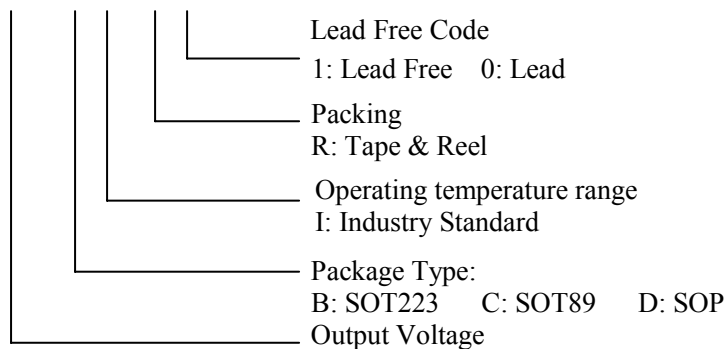 Lead Free Code
1: Lead Free 0: Lead
Packing
R: Tape & Reel
Operating temperature range
I: Industry Standard
Package Type:
B: SOT223 C: SOT89 D: SOP
Output Voltage